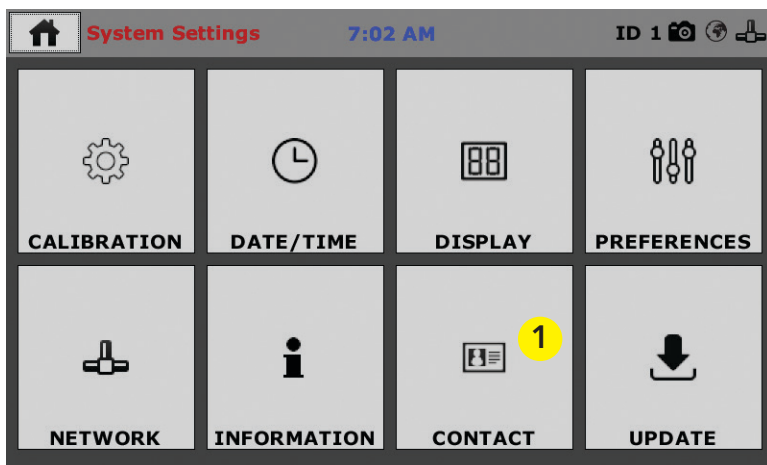 System Settings 7:02 AM ID 1
CALIBRATION DATE/TIME DISPLAY PREFERENCES
88
1
NETWORK INFORMATION CONTACT UPDATE